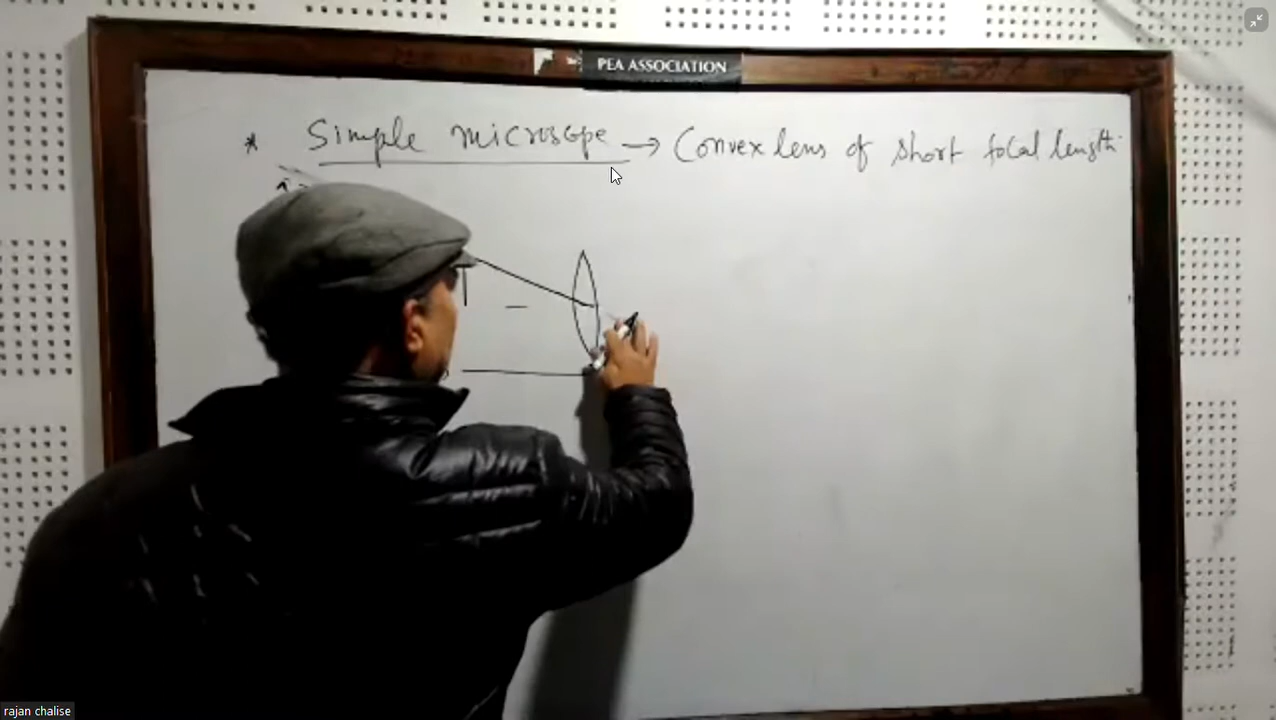 PEA ASSOCIATION
* Simple microscope → Convex lens of short focal length
rajan chalise